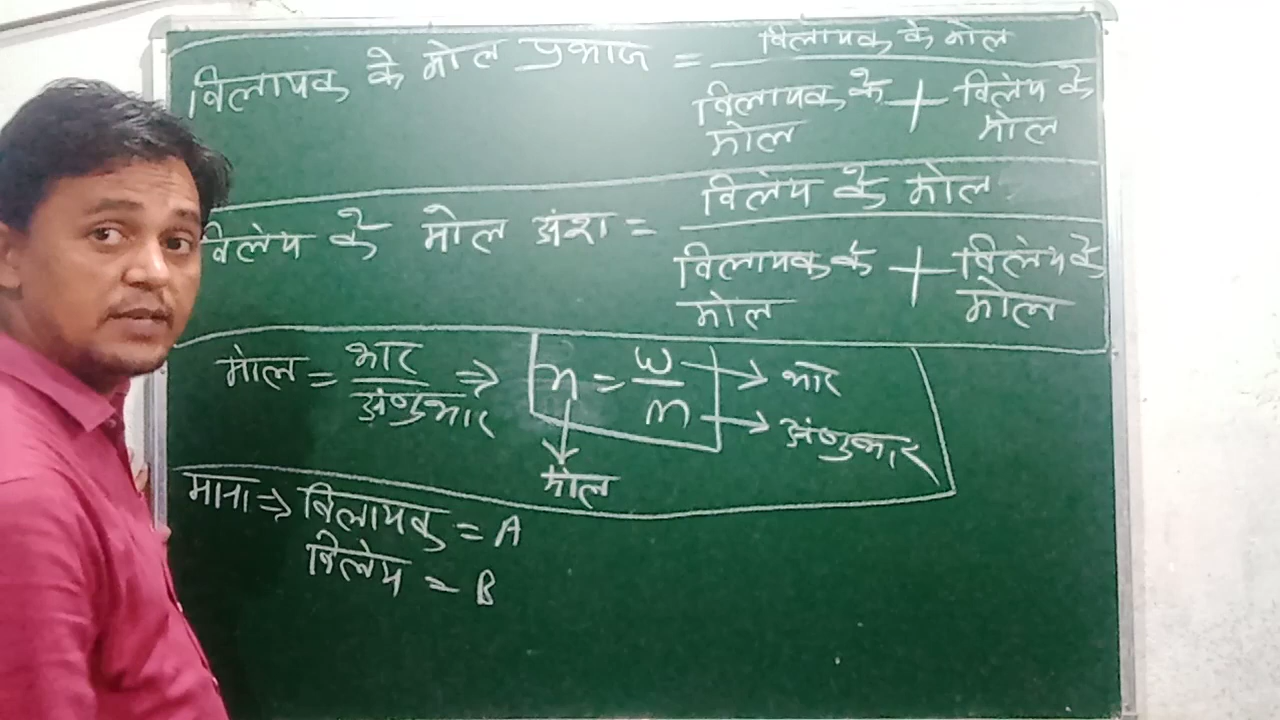 विलायक के मोल प्रभाज = विलायक के मोल
विलायक के मोल + विलेय के मोल
विलेय के मोल अंश = विलेय के मोल
विलायक के मोल + विलेय के मोल
मोल = भार / अणुभार ⇒ n = w / m → भार
→ अणुभार
मोल
माना ⇒ विलायक = A
विलेय = B